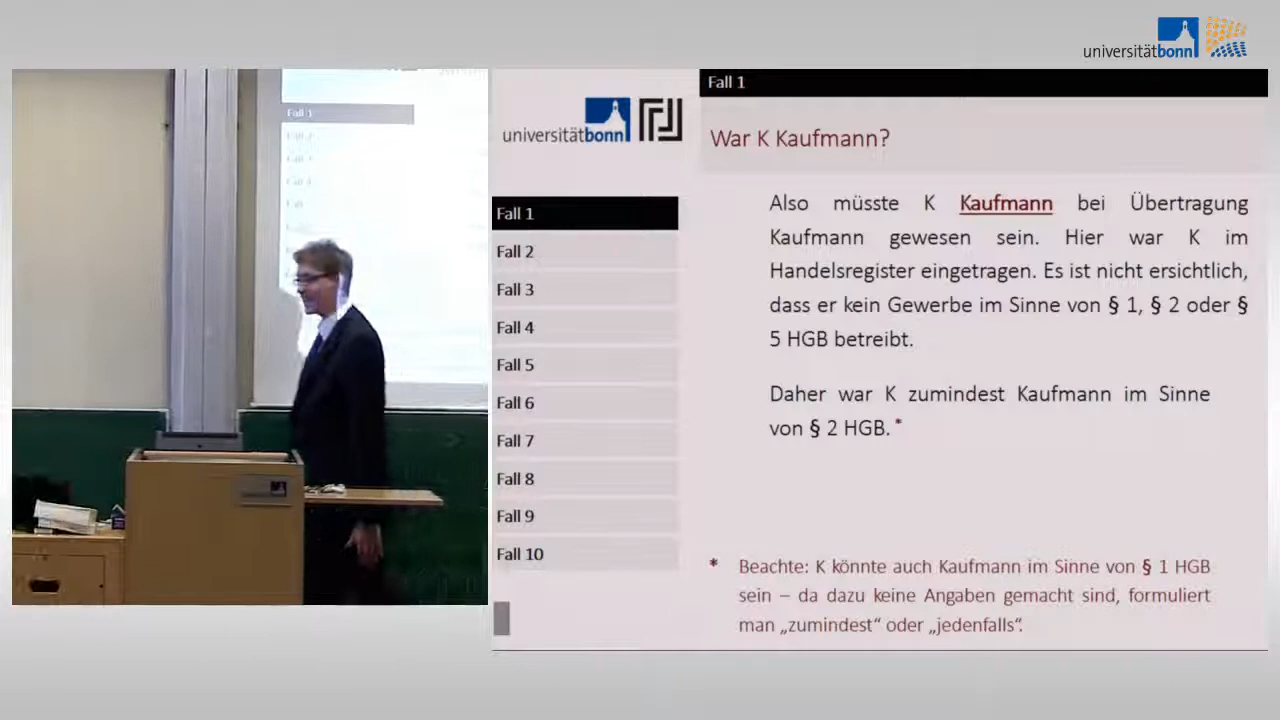 universitätbonn
Fall 1
universitätbonn
War K Kaufmann?
Also müsste K Kaufmann bei Übertragung
Kaufmann gewesen sein. Hier war K im
Handelsregister eingetragen. Es ist nicht ersichtlich,
dass er kein Gewerbe im Sinne von § 1, § 2 oder §
5 HGB betreibt.
Daher war K zumindest Kaufmann im Sinne
von § 2 HGB.*
* Beachte: K könnte auch Kaufmann im Sinne von § 1 HGB
sein – da dazu keine Angaben gemacht sind, formuliert
man „zumindest“ oder „jedenfalls“.
Fall 1
Fall 2
Fall 3
Fall 4
Fall 5
Fall 6
Fall 7
Fall 8
Fall 9
Fall 10
Fall 1